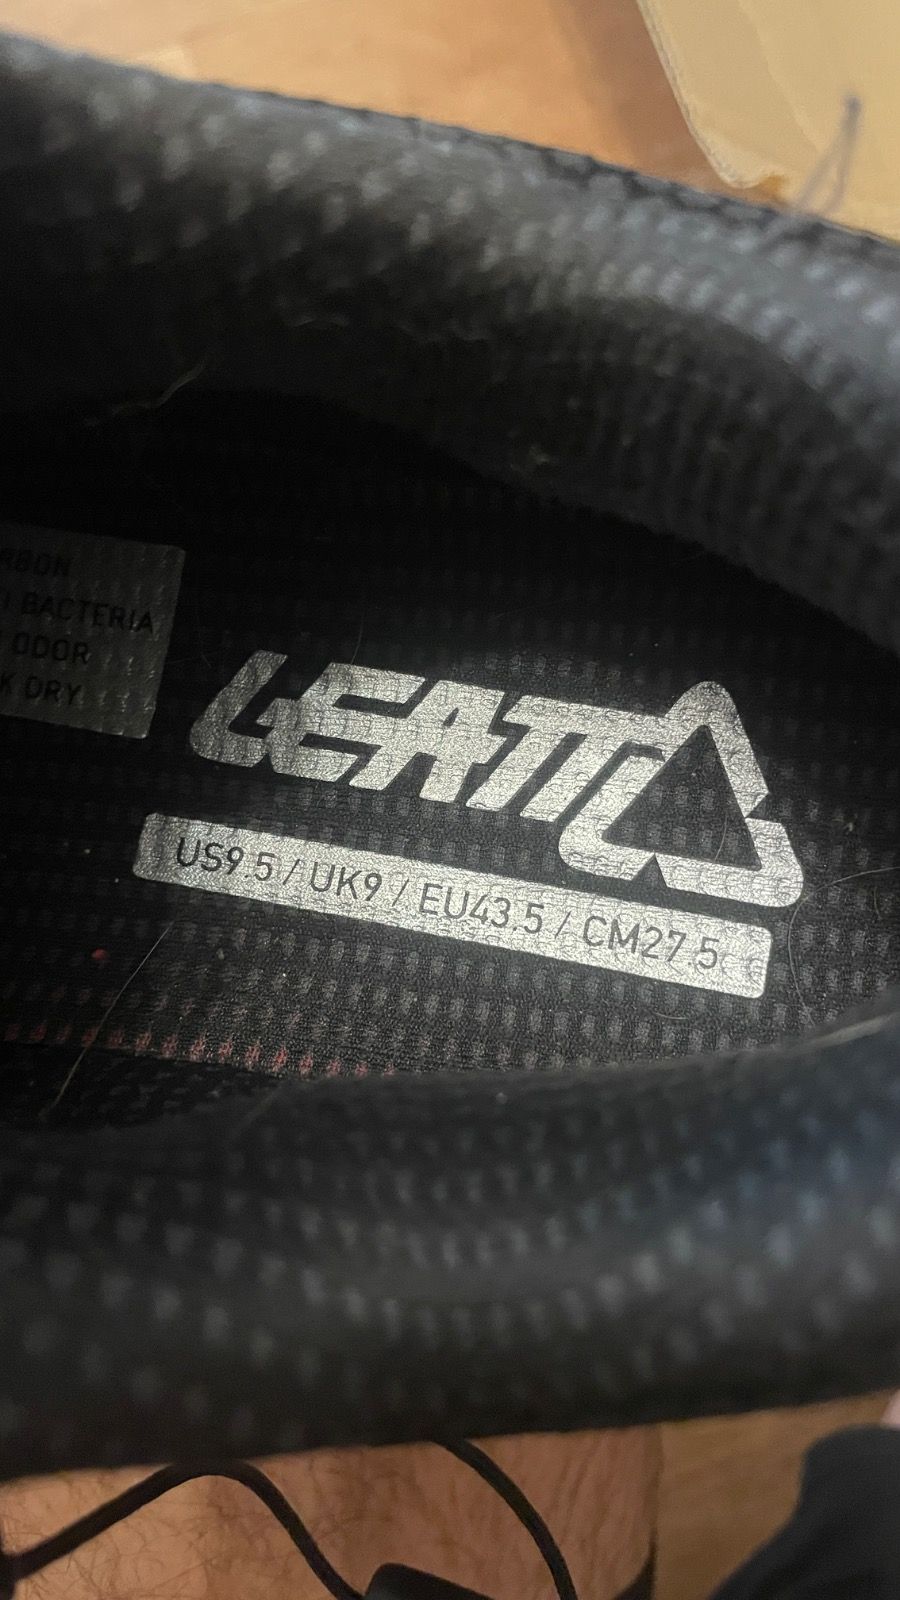 BACTERIA
ODOR
DRY
LEATT
US9.5 / UK9 / EU43.5 / CM27.5